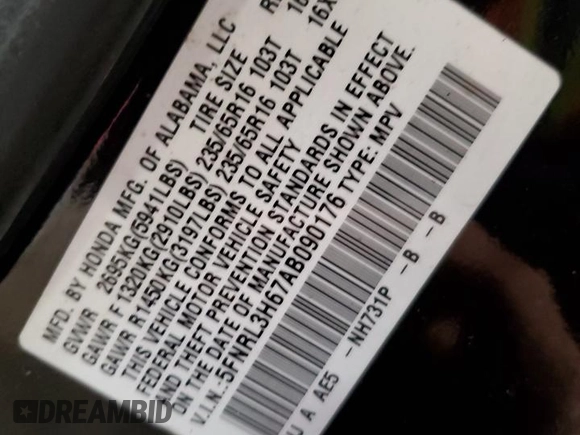 MFD. BY HONDA MFG. OF ALABAMA, LLC
GVWR 2695KG(5941LBS) TIRE SIZE
GAWR F 1320KG(2910LBS) 235/65R16 103T 16X
GAWR R1450KG(3197LBS) 235/65R16 103T
THIS VEHICLE CONFORMS TO ALL APPLICABLE
FEDERAL MOTOR VEHICLE SAFETY
AND THEFT PREVENTION STANDARDS IN EFFECT
ON THE DATE OF MANUFACTURE SHOWN ABOVE.
V.I.N.:5FNRL3H67AB090176 TYPE: MPV
A AE5 -NH731P -B -B
DREAMBID